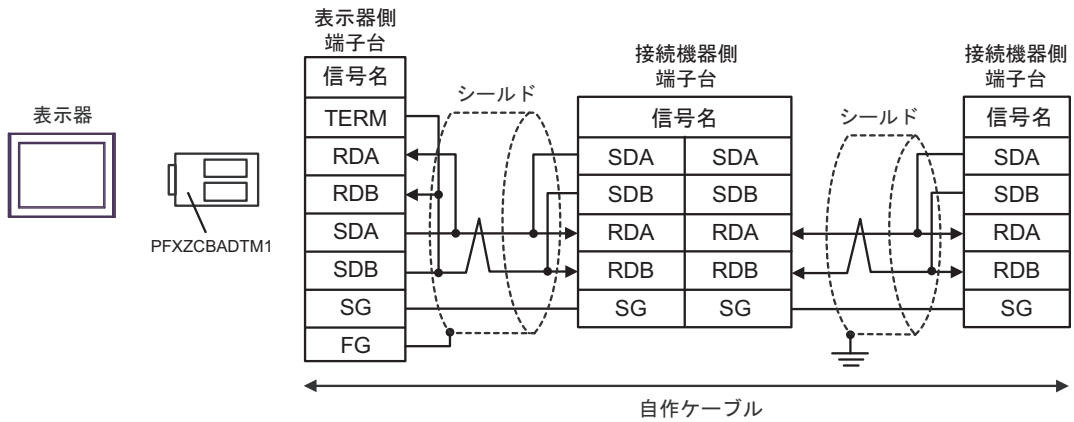 表示器
PFXZCBADTM1
表示器側
端子台
信号名
TERM
RDA
RDB
SDA
SDB
SG
FG
シールド
接続機器側
端子台
信号名
SDA SDA
SDB SDB
RDA RDA
RDB RDB
SG SG
シールド
接続機器側
端子台
信号名
SDA
SDB
RDA
RDB
SG
自作ケーブル